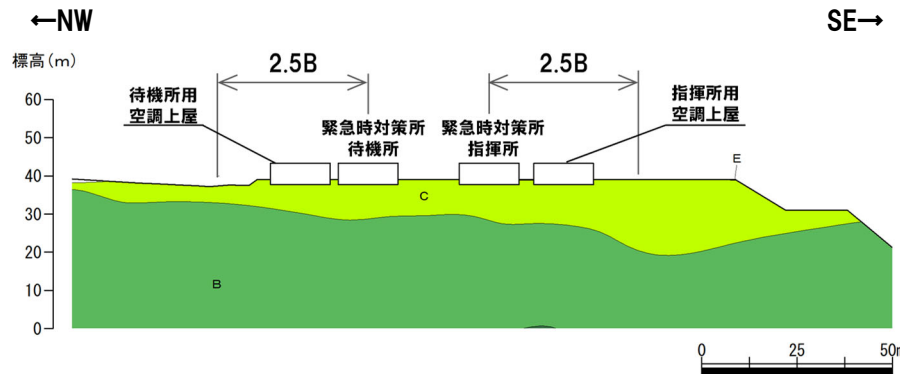 ←NW
SE→
標高(m)
2.5B
2.5B
待機所用
空調上屋
緊急時対策所
待機所
緊急時対策所
指揮所
指揮所用
空調上屋
60
50
40
30
20
10
0
E
C
B
0
25
50m